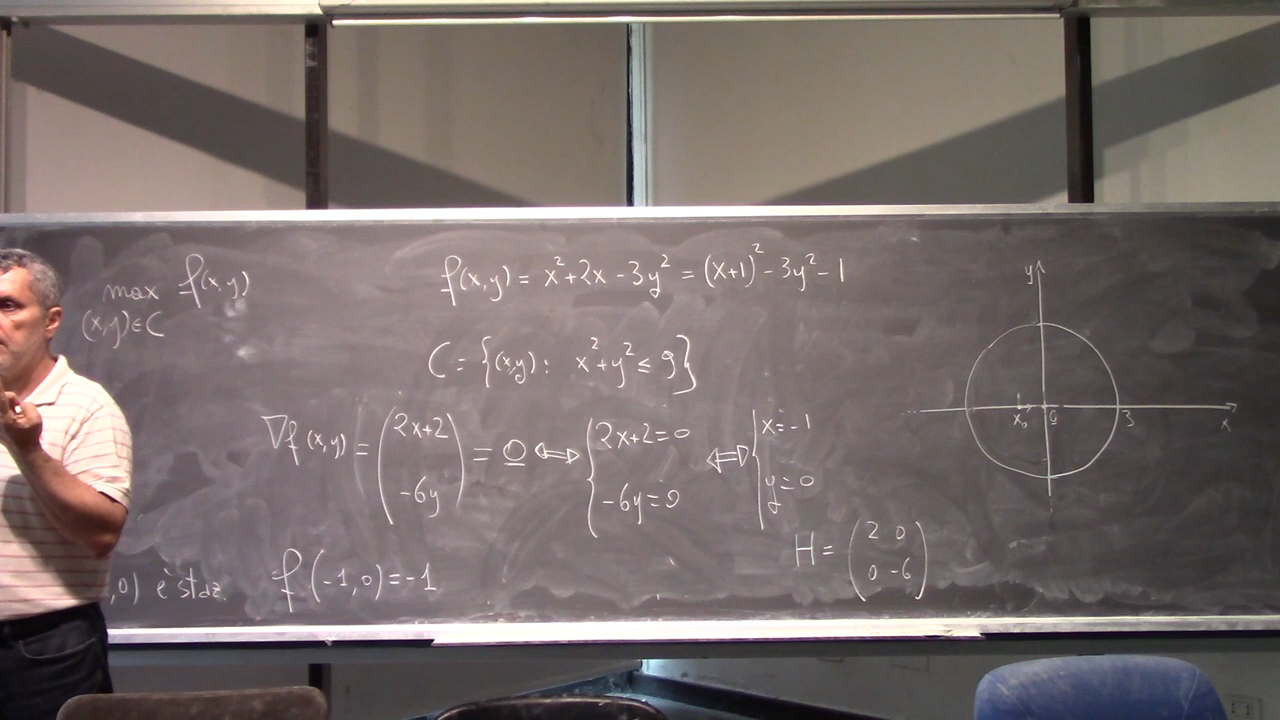 max f(x,y)
(x,y)∈C
f(x,y) = x²+2x-3y² = (x+1)²-3y²-1
C = {(x,y): x²+y² ≤ 9}
∇f(x,y) = (2x+2 -6y) = 0 ⇔ {2x+2=0 -6y=0 ⇔ {x=-1 y=0
H = (2 0 0 -6)
,0) è staz. f(-1,0)=-1
y
x₀ 0 3 x